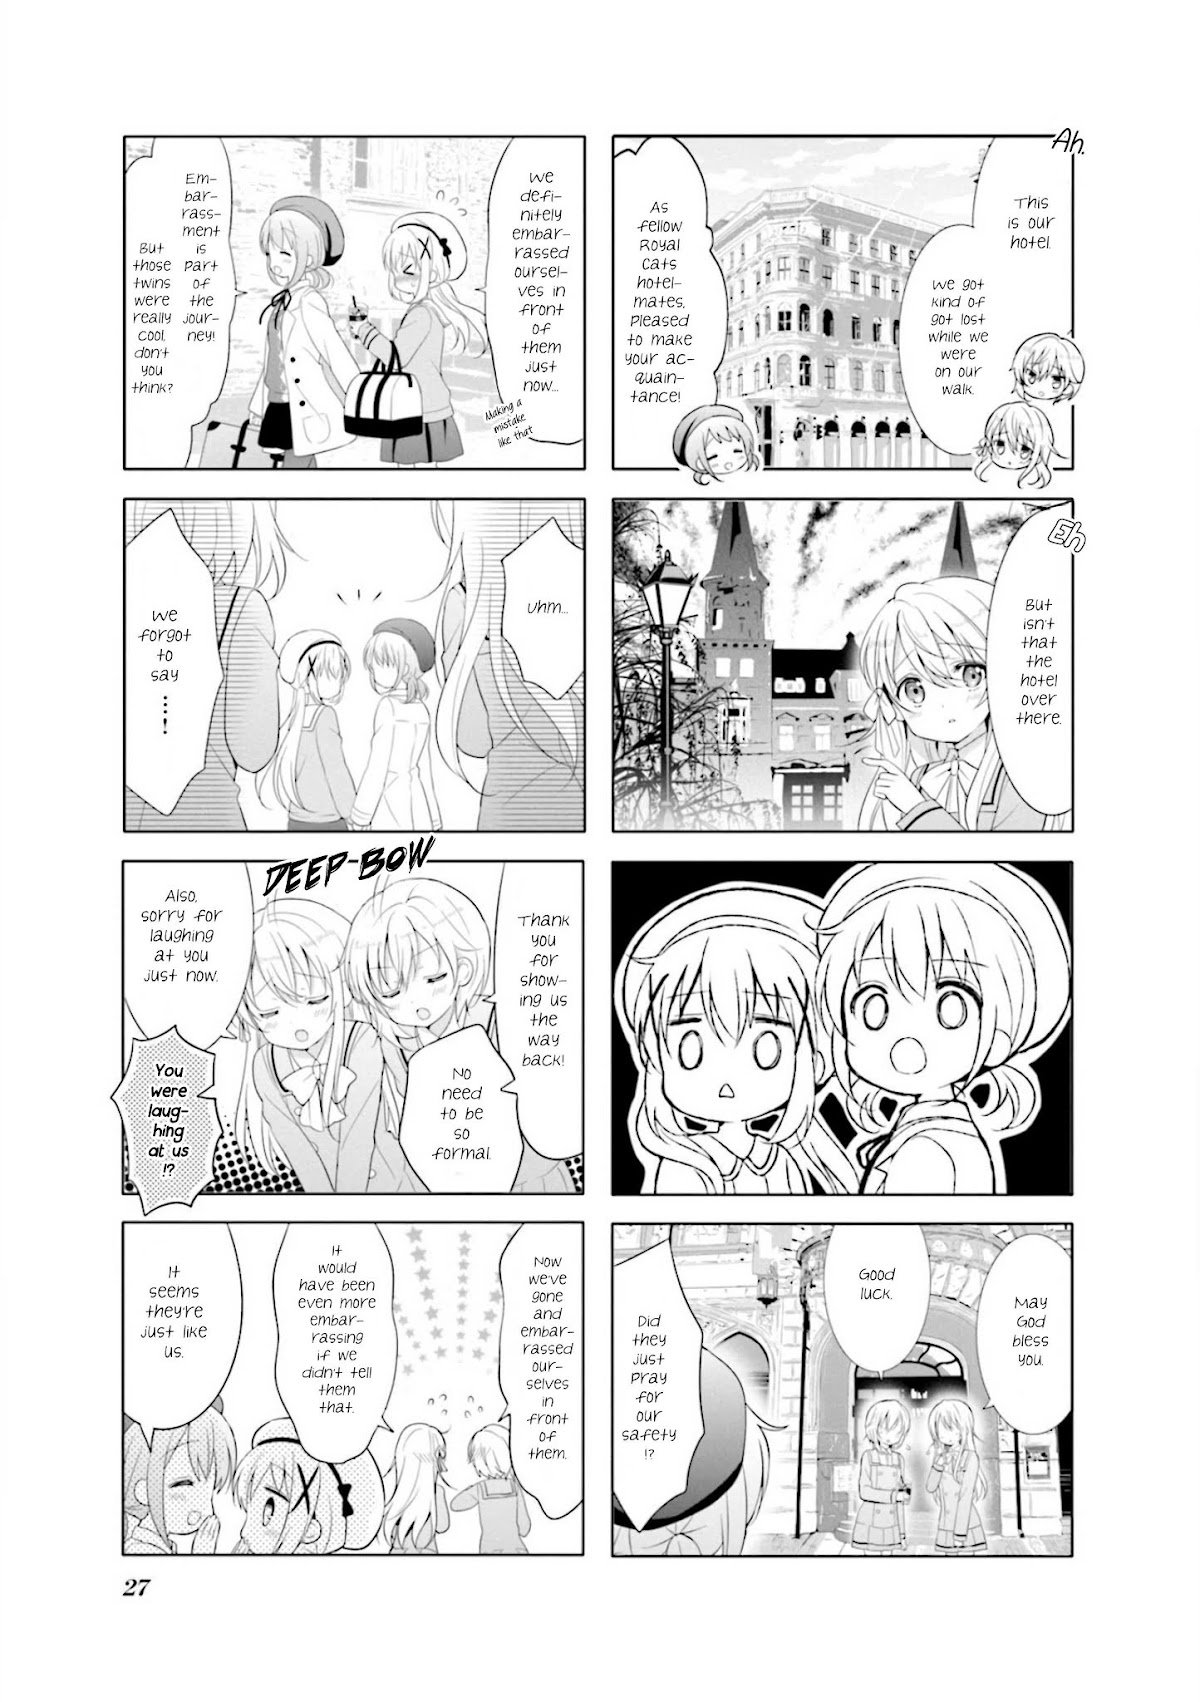 Ah.
This
is our
hotel.
We got
kind of
got lost
while we
were
on our
walk.
As
fellow
Royal
Cats
hotel-
mates,
Pleased
to make
your ac-
quain-
tance!
Eh
But
isn't
that
the
hotel
over
there.
May
God
bless
you.
Good
luck.
Did
they
just
pray
for
our
safety
!?
We
defi-
nitely
embar-
rassed
oursel-
ves in
front
of
them
just
now...
Making a
mistake
like that
Em-
bar-
rass-
ment
is
part
of
the
jour-
ney!
But
those
twins
were
really
cool,
don't
you
think?
Uhm...
We
forgot
to
say
....!
DEEP-BOW
Thank
you
for
show-
ing us
the
way
back!
No
need
to be
so
formal.
Also,
sorry for
laughing
at you
just now.
You
were
laug-
hing
at us
!?
Now
we've
gone
and
embar-
rassed
our-
selves
in
front
of
them.
It
would
have been
even more
embar-
rassing
if we
didn't tell
them
that.
It
seems
they're
just like
us.
27